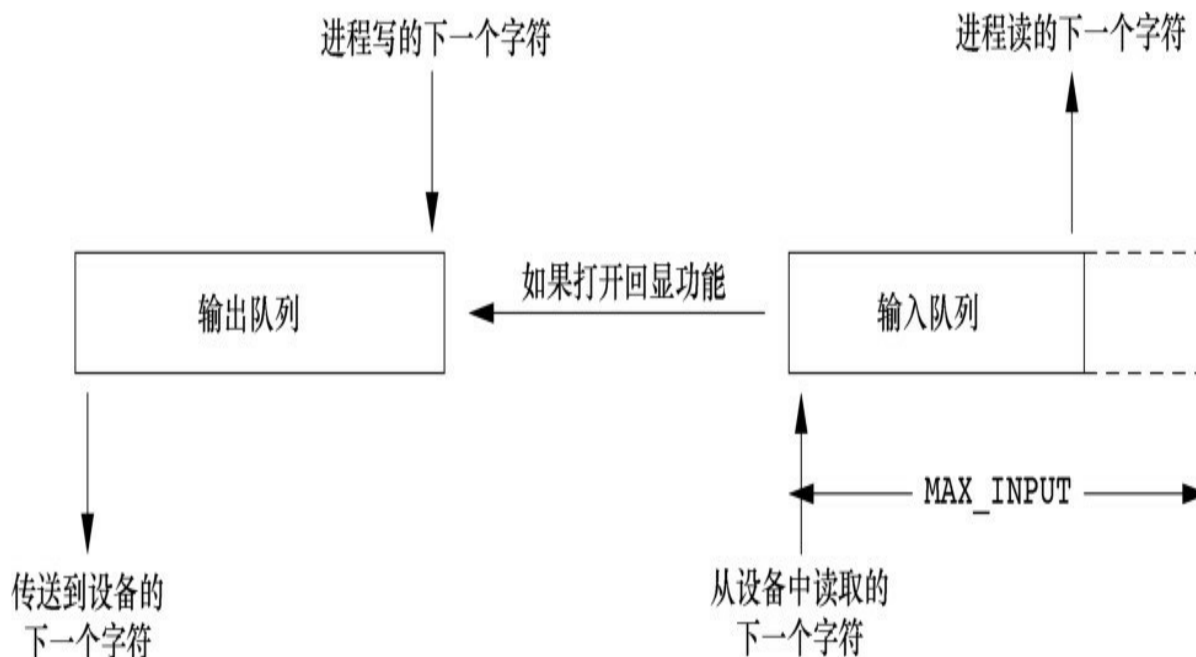 进程写的下一个字符
进程读的下一个字符
输出队列
如果打开回显功能
输入队列
MAX_INPUT
传送到设备的
下一个字符
从设备中读取的
下一个字符